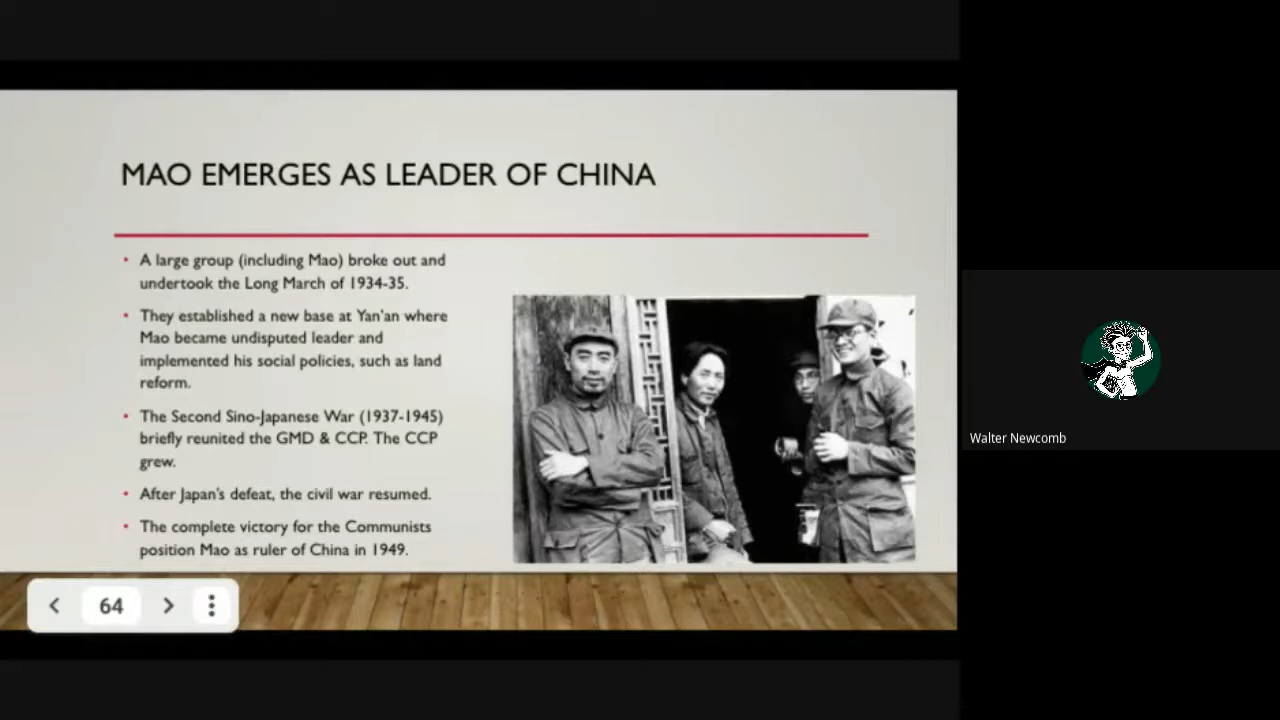 MAO EMERGES AS LEADER OF CHINA
• A large group (including Mao) broke out and
undertook the Long March of 1934-35.
• They established a new base at Yan'an where
Mao became undisputed leader and
implemented his social policies, such as land
reform.
• The Second Sino-Japanese War (1937-1945)
briefly reunited the GMD & CCP. The CCP
grew.
• After Japan's defeat, the civil war resumed.
• The complete victory for the Communists
position Mao as ruler of China in 1949.
64
Walter Newcomb